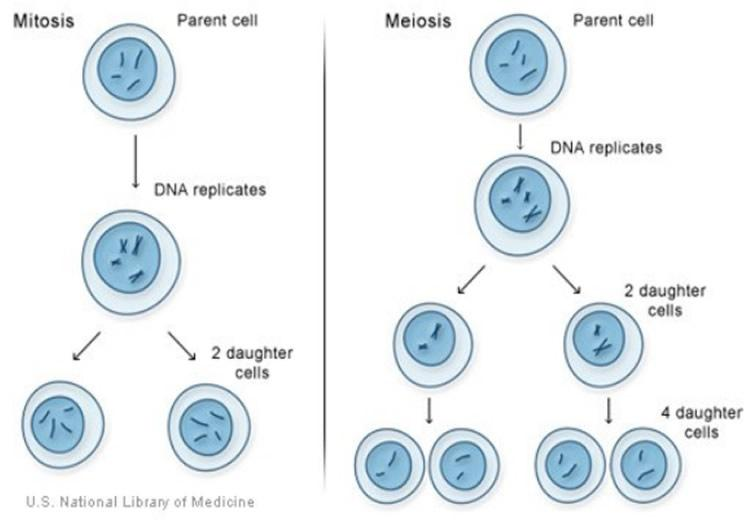 Mitosis
Parent cell
DNA replicates
2 daughter
cells
U.S. National Library of Medicine
Meiosis
Parent cell
DNA replicates
2 daughter
cells
4 daughter
cells